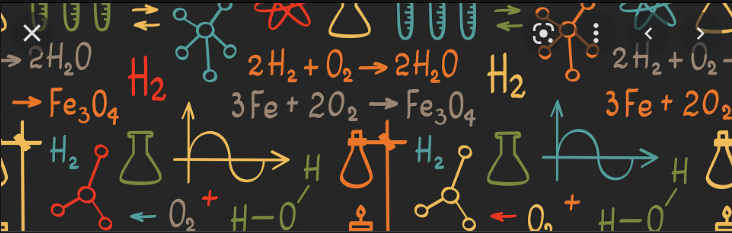 2H₂O
H₂
2H₂ + O₂ → 2H₂O
H₂
2H₂ + O₂
→ Fe₃O₄
3Fe + 2O₂ → Fe₃O₄
3Fe + 2O₂
H₂
H₂
H
H
← O₂ +
H–O
← O₂ +
H–O